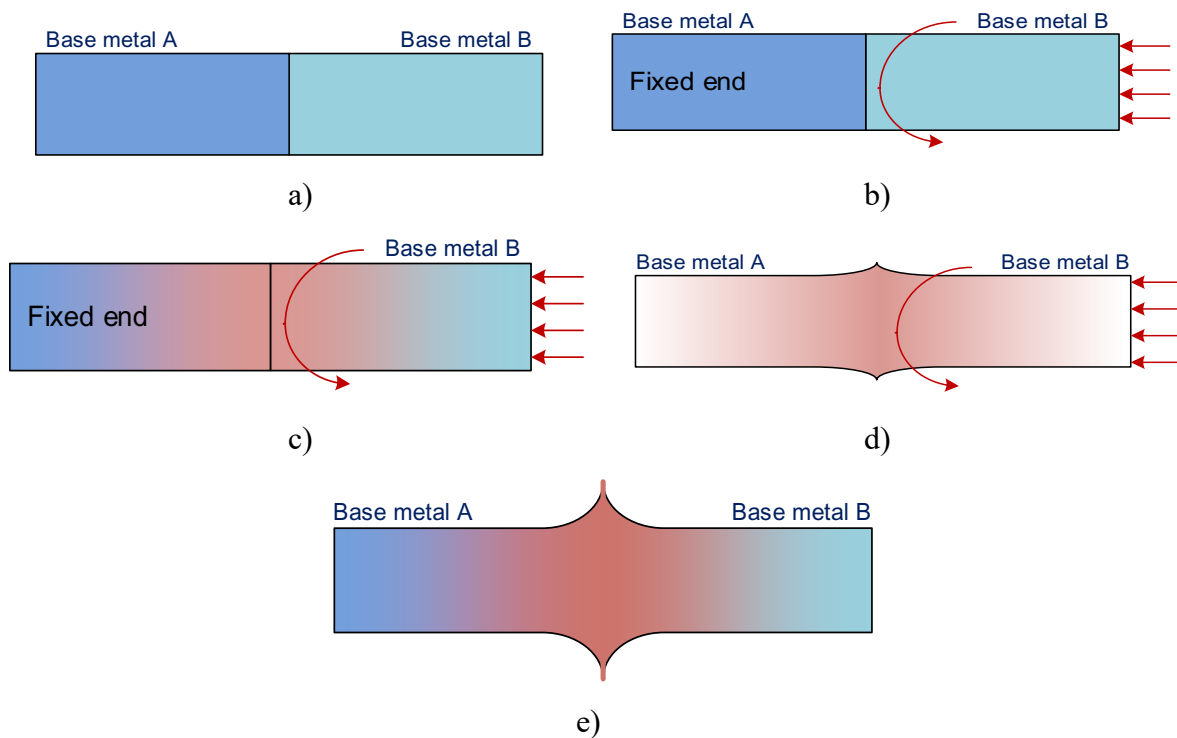 Base metal A
Base metal B
a)
Base metal A
Base metal B
Fixed end
b)
Base metal B
Fixed end
c)
Base metal A
Base metal B
d)
Base metal A
Base metal B
e)